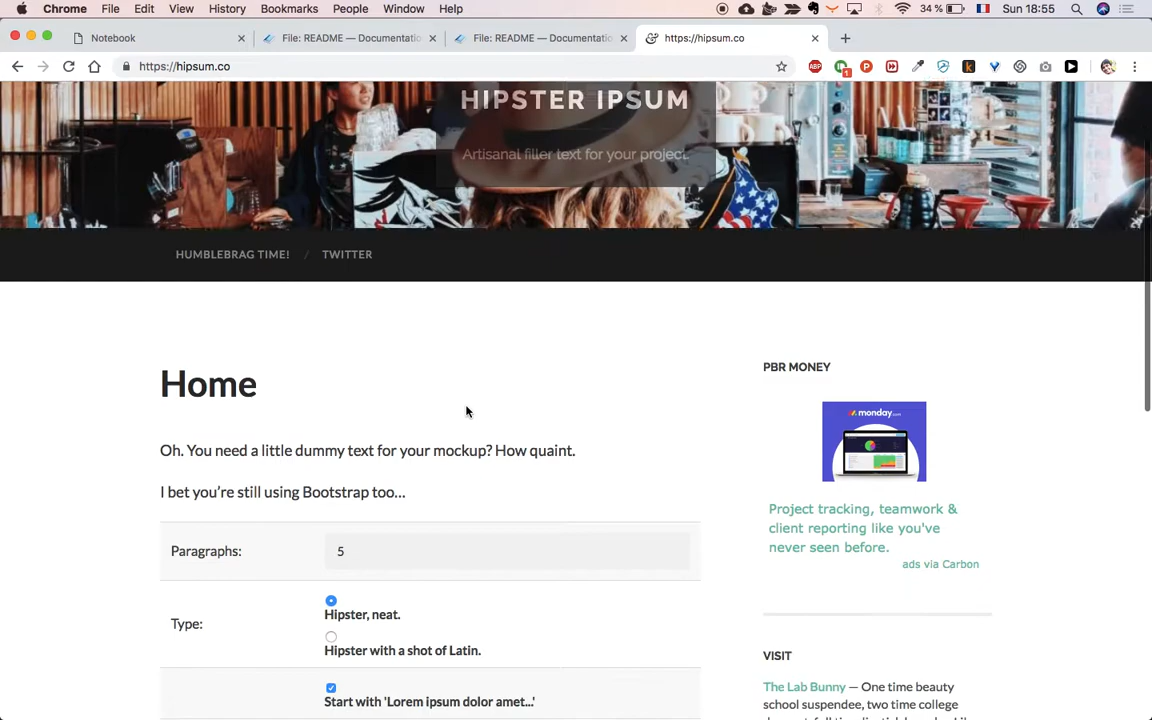 Chrome File Edit View History Bookmarks People Window Help 34 % Sun 18:55
Notebook File: README — Documentatio File: README — Documentatio https://hipsum.co
https://hipsum.co
ABP
1
HIPSTER IPSUM
Artisanal filler text for your project.
HUMBLEBRAG TIME! / TWITTER
Home
Oh. You need a little dummy text for your mockup? How quaint.
I bet you're still using Bootstrap too...
Paragraphs: 5
Type:
Hipster, neat.
Hipster with a shot of Latin.
Start with 'Lorem ipsum dolor amet...'
PBR MONEY
monday.com
Project tracking, teamwork &
client reporting like you've
never seen before.
ads via Carbon
VISIT
The Lab Bunny — One time beauty
school suspendee, two time college